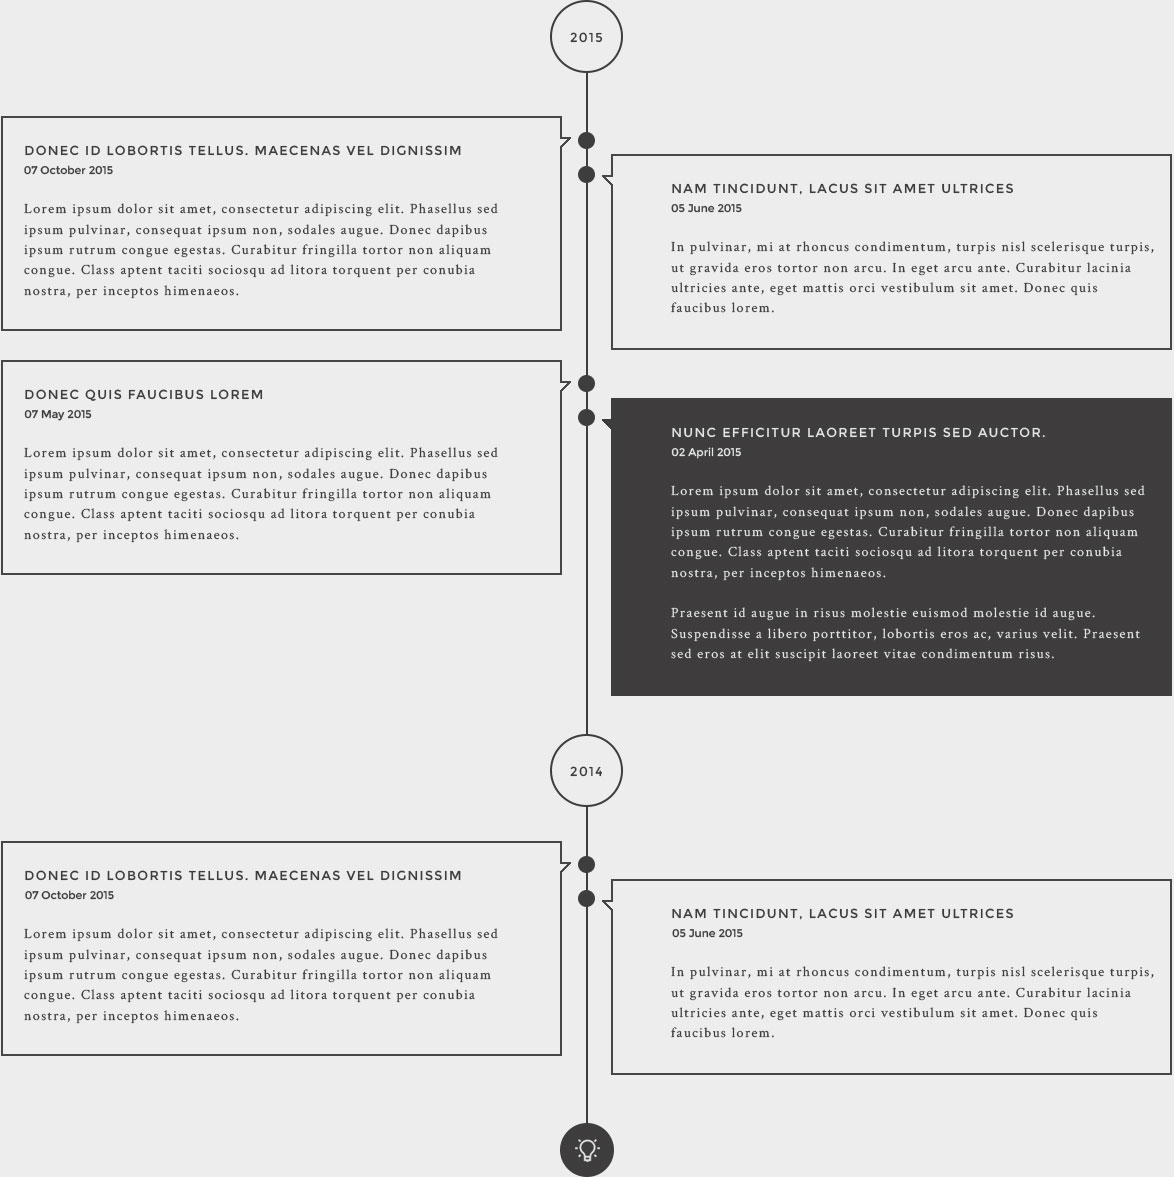 2015
DONEC ID LOBORTIS TELLUS. MAECENAS VEL DIGNISSIM
07 October 2015
Lorem ipsum dolor sit amet, consectetur adipiscing elit. Phasellus sed
ipsum pulvinar, consequat ipsum non, sodales augue. Donec dapibus
ipsum rutrum congue egestas. Curabitur fringilla tortor non aliquam
congue. Class aptent taciti sociosqu ad litora torquent per conubia
nostra, per inceptos himenaeos.
NAM TINCIDUNT, LACUS SIT AMET ULTRICES
05 June 2015
In pulvinar, mi at rhoncus condimentum, turpis nisl scelerisque turpis,
ut gravida eros tortor non arcu. In eget arcu ante. Curabitur lacinia
ultricies ante, eget mattis orci vestibulum sit amet. Donec quis
faucibus lorem.
DONEC QUIS FAUCIBUS LOREM
07 May 2015
Lorem ipsum dolor sit amet, consectetur adipiscing elit. Phasellus sed
ipsum pulvinar, consequat ipsum non, sodales augue. Donec dapibus
ipsum rutrum congue egestas. Curabitur fringilla tortor non aliquam
congue. Class aptent taciti sociosqu ad litora torquent per conubia
nostra, per inceptos himenaeos.
NUNC EFFICITUR LAOREET TURPIS SED AUCTOR.
02 April 2015
Lorem ipsum dolor sit amet, consectetur adipiscing elit. Phasellus sed
ipsum pulvinar, consequat ipsum non, sodales augue. Donec dapibus
ipsum rutrum congue egestas. Curabitur fringilla tortor non aliquam
congue. Class aptent taciti sociosqu ad litora torquent per conubia
nostra, per inceptos himenaeos.
Praesent id augue in risus molestie euismod molestie id augue.
Suspendisse a libero porttitor, lobortis eros ac, varius velit. Praesent
sed eros at elit suscipit laoreet vitae condimentum risus.
2014
DONEC ID LOBORTIS TELLUS. MAECENAS VEL DIGNISSIM
07 October 2015
Lorem ipsum dolor sit amet, consectetur adipiscing elit. Phasellus sed
ipsum pulvinar, consequat ipsum non, sodales augue. Donec dapibus
ipsum rutrum congue egestas. Curabitur fringilla tortor non aliquam
congue. Class aptent taciti sociosqu ad litora torquent per conubia
nostra, per inceptos himenaeos.
NAM TINCIDUNT, LACUS SIT AMET ULTRICES
05 June 2015
In pulvinar, mi at rhoncus condimentum, turpis nisl scelerisque turpis,
ut gravida eros tortor non arcu. In eget arcu ante. Curabitur lacinia
ultricies ante, eget mattis orci vestibulum sit amet. Donec quis
faucibus lorem.